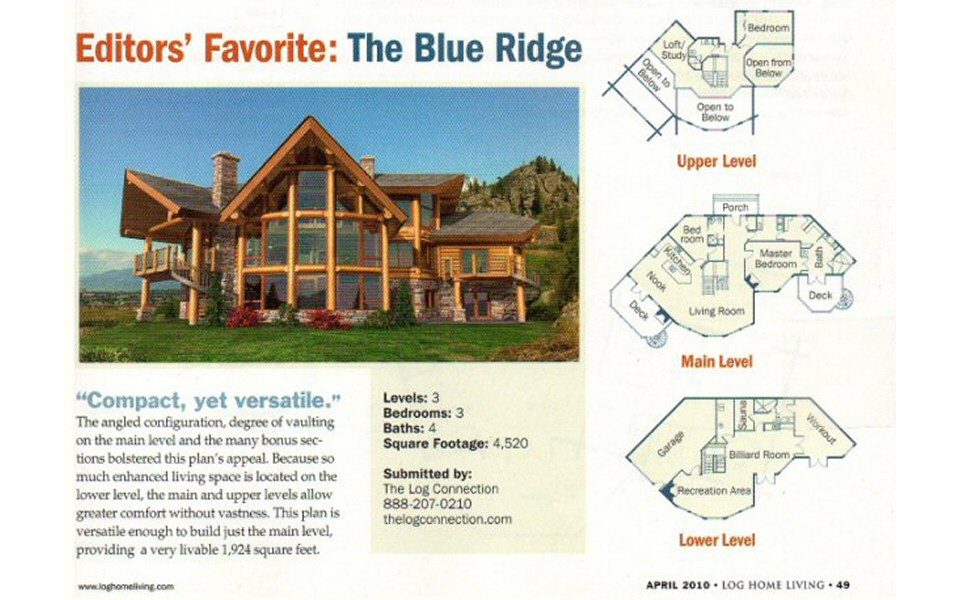 Editors' Favorite: The Blue Ridge
"Compact, yet versatile."
The angled configuration, degree of vaulting
on the main level and the many bonus sec-
tions bolstered this plan's appeal. Because so
much enhanced living space is located on the
lower level, the main and upper levels allow
greater comfort without vastness. This plan is
versatile enough to build just the main level,
providing a very livable 1,924 square feet.
Levels: 3
Bedrooms: 3
Baths: 4
Square Footage: 4,520
Submitted by:
The Log Connection
888-207-0210
thelogconnection.com
Bedroom
Loft/
Study
Open to
Below
Open from
Below
Open to
Below
Upper Level
Porch
Bed
room
Kitchen
Nook
Deck
Master
Bedroom
Bath
Deck
Living Room
Main Level
Garage
Sauna
Workout
Billiard Room
Recreation Area
Lower Level
www.loghomeliving.com
APRIL 2010 • LOG HOME LIVING • 49